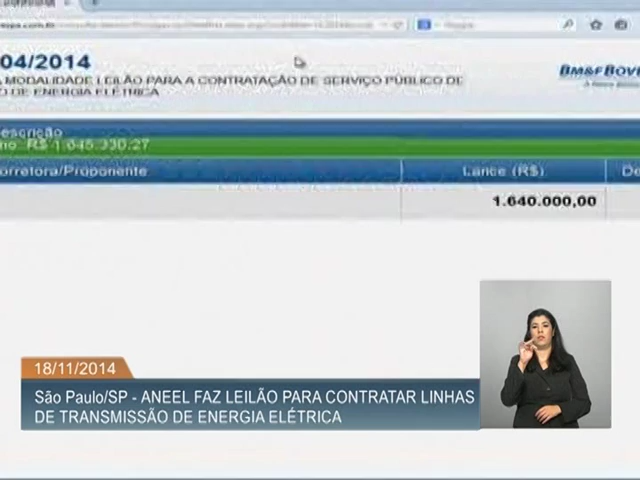 04/2014
MODALIDADE LEILÃO PARA A CONTRATAÇÃO DE SERVIÇO PÚBLICO DE
O DE ENERGIA ELÉTRICA
BM&FBOV
escrição
no R$ 1.045.330,27
orretora/Proponente
Lance (R$)
De
1.640.000,00
18/11/2014
São Paulo/SP - ANEEL FAZ LEILÃO PARA CONTRATAR LINHAS
DE TRANSMISSÃO DE ENERGIA ELÉTRICA